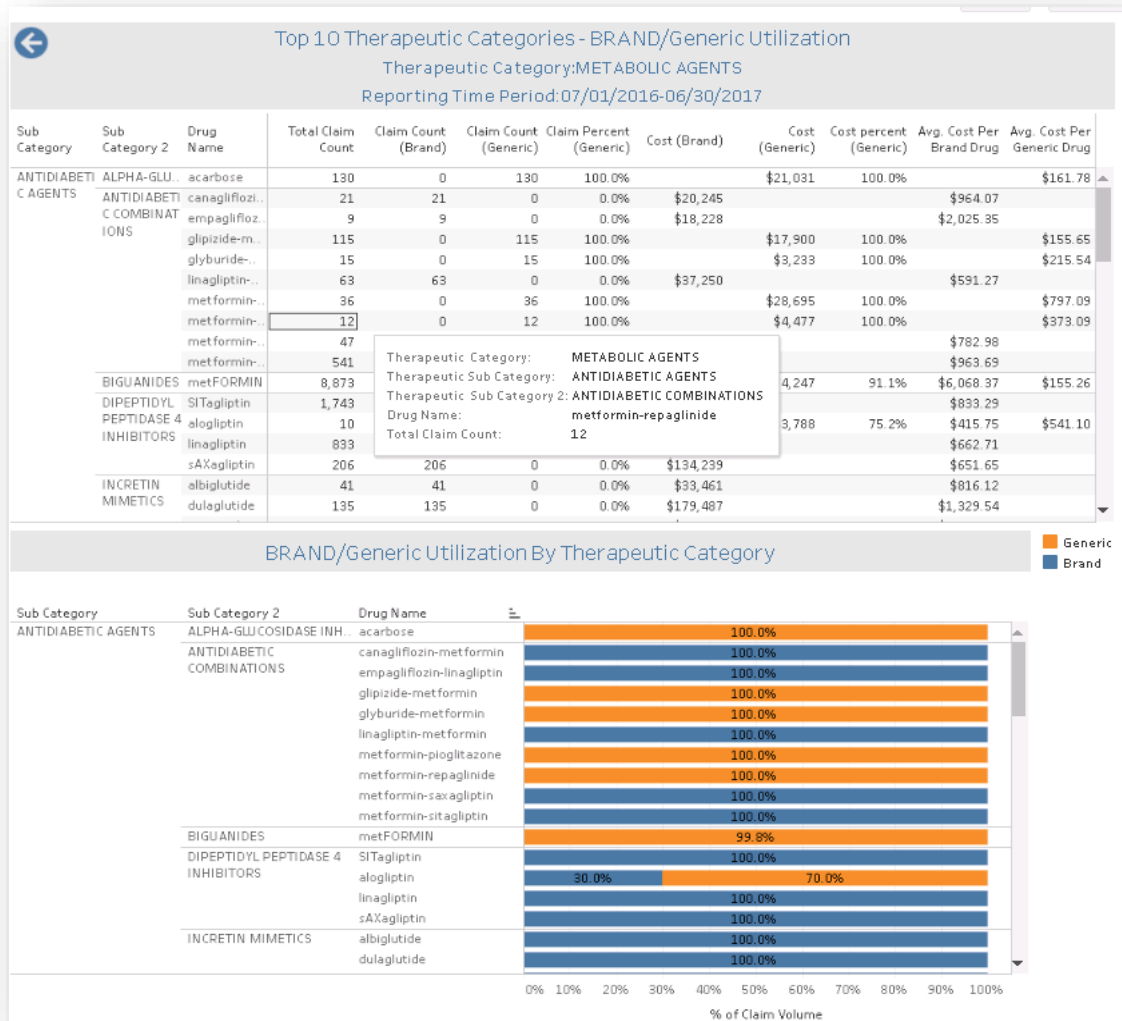 Top 10 Therapeutic Categories - BRAND/Generic Utilization
Therapeutic Category:METABOLIC AGENTS
Reporting Time Period:07/01/2016-06/30/2017
Sub Category Sub Category 2 Drug Name Total Claim Count Claim Count (Brand) Claim Count (Generic) Claim Percent (Generic) Cost (Brand) Cost (Generic) Cost percent (Generic) Avg. Cost Per Brand Drug Avg. Cost Per Generic Drug
ANTIDIABETI C AGENTS ALPHA-GLU.. acarbose 130 0 130 100.0% $21,031 100.0% $161.78
ANTIDIABETI C COMBINAT IONS canagliflozi.. 21 21 0 0.0% $20,245 $964.07
empaglifloz.. 9 9 0 0.0% $18,228 $2,025.35
glipizide-m.. 115 0 115 100.0% $17,900 100.0% $155.65
glyburide-.. 15 0 15 100.0% $3,233 100.0% $215.54
linagliptin-.. 63 63 0 0.0% $37,250 $591.27
metformin-.. 36 0 36 100.0% $28,695 100.0% $797.09
metformin-.. 12 0 12 100.0% $4,477 100.0% $373.09
metformin-.. 47 $782.98
metformin-.. 541 $963.69
BIGUANIDES metFORMIN 8,873 4,247 91.1% $6,068.37 $155.26
DIPEPTIDYL PEPTIDASE 4 INHIBITORS SITagliptin 1,743 $833.29
alogliptin 10 3,788 75.2% $415.75 $541.10
linagliptin 833 $662.71
sAXagliptin 206 206 0 0.0% $134,239 $651.65
INCRETIN MIMETICS albiglutide 41 41 0 0.0% $33,461 $816.12
dulaglutide 135 135 0 0.0% $179,487 $1,329.54
Therapeutic Category: METABOLIC AGENTS
Therapeutic Sub Category: ANTIDIABETIC AGENTS
Therapeutic Sub Category 2: ANTIDIABETIC COMBINATIONS
Drug Name: metformin-repaglinide
Total Claim Count: 12
BRAND/Generic Utilization By Therapeutic Category
Generic
Brand
Sub Category Sub Category 2 Drug Name
ANTIDIABETIC AGENTS ALPHA-GLUCOSIDASE INH.. acarbose 100.0%
ANTIDIABETIC COMBINATIONS canagliflozin-metformin 100.0%
empagliflozin-linagliptin 100.0%
glipizide-metformin 100.0%
glyburide-metformin 100.0%
linagliptin-metformin 100.0%
metformin-pioglitazone 100.0%
metformin-repaglinide 100.0%
metformin-saxagliptin 100.0%
metformin-sitagliptin 100.0%
BIGUANIDES metFORMIN 99.8%
DIPEPTIDYL PEPTIDASE 4 INHIBITORS SITagliptin 100.0%
alogliptin 30.0% 70.0%
linagliptin 100.0%
sAXagliptin 100.0%
INCRETIN MIMETICS albiglutide 100.0%
dulaglutide 100.0%
0% 10% 20% 30% 40% 50% 60% 70% 80% 90% 100%
% of Claim Volume